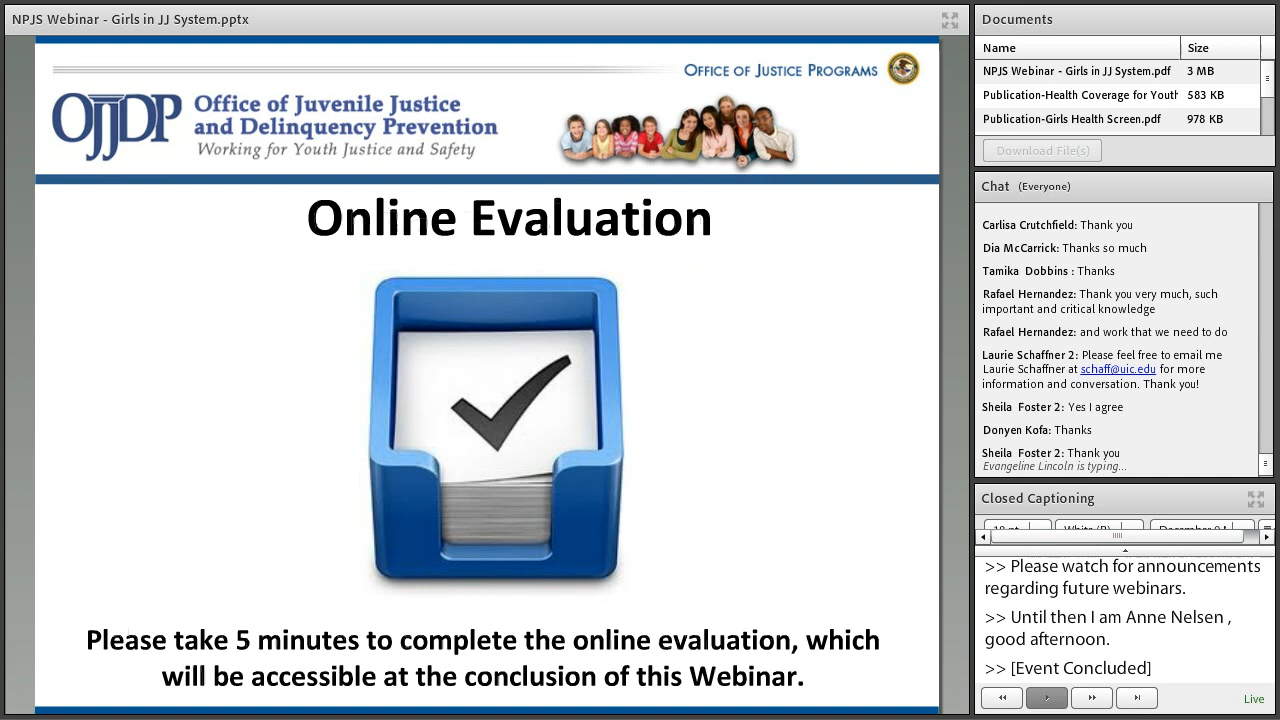 NPJS Webinar - Girls in JJ System.pptx
OFFICE OF JUSTICE PROGRAMS
OJJDP
Office of Juvenile Justice
and Delinquency Prevention
Working for Youth Justice and Safety
Online Evaluation
Please take 5 minutes to complete the online evaluation, which
will be accessible at the conclusion of this Webinar.
Documents
Name Size
NPJS Webinar - Girls in JJ System.pdf 3 MB
Publication-Health Coverage for Youth 583 KB
Publication-Girls Health Screen.pdf 978 KB
Download File(s)
Chat (Everyone)
Carlisa Crutchfield: Thank you
Dia McCarrick: Thanks so much
Tamika Dobbins : Thanks
Rafael Hernandez: Thank you very much, such
important and critical knowledge
Rafael Hernandez: and work that we need to do
Laurie Schaffner 2: Please feel free to email me
Laurie Schaffner at schaff@uic.edu for more
information and conversation. Thank you!
Sheila Foster 2: Yes I agree
Donyen Kofa: Thanks
Sheila Foster 2: Thank you
Evangeline Lincoln is typing...
Closed Captioning
>> Please watch for announcements
regarding future webinars.
>> Until then I am Anne Nelsen ,
good afternoon.
>> [Event Concluded]
Live